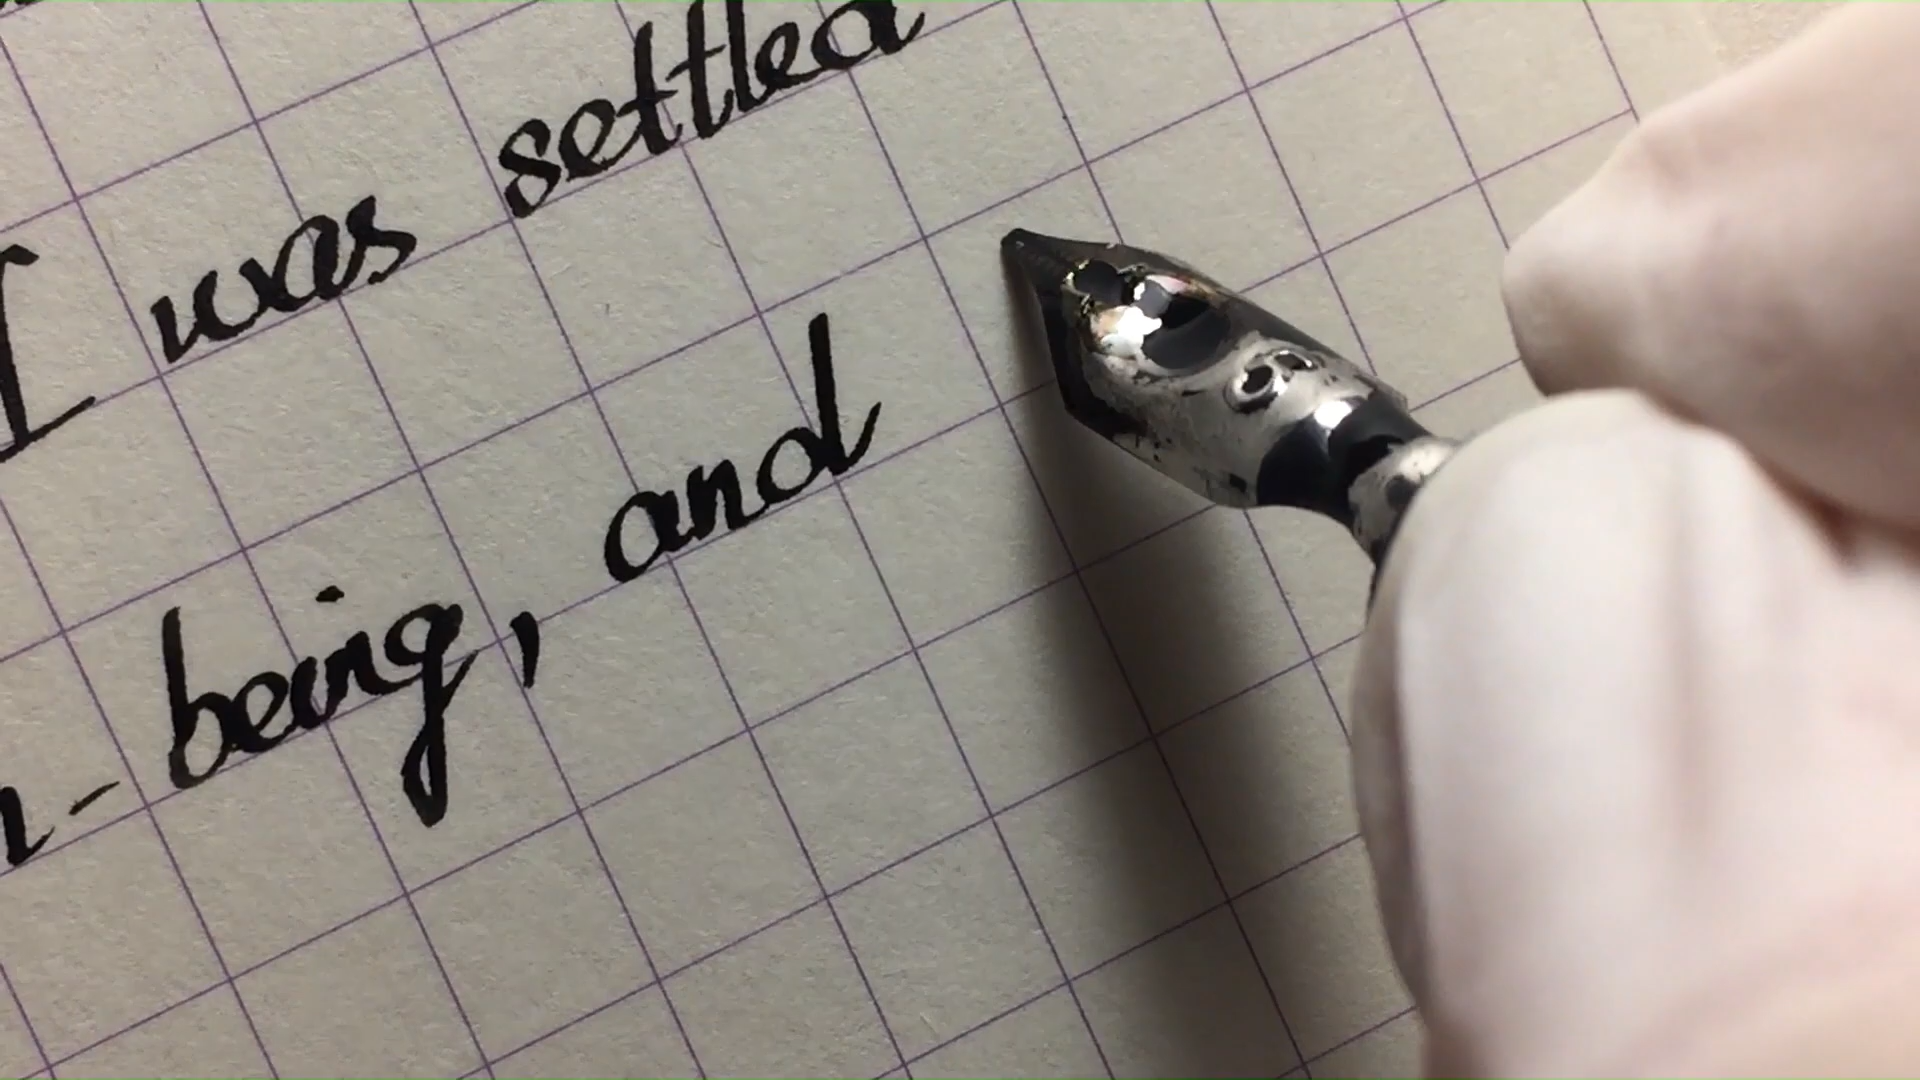 I was settled
- being, and